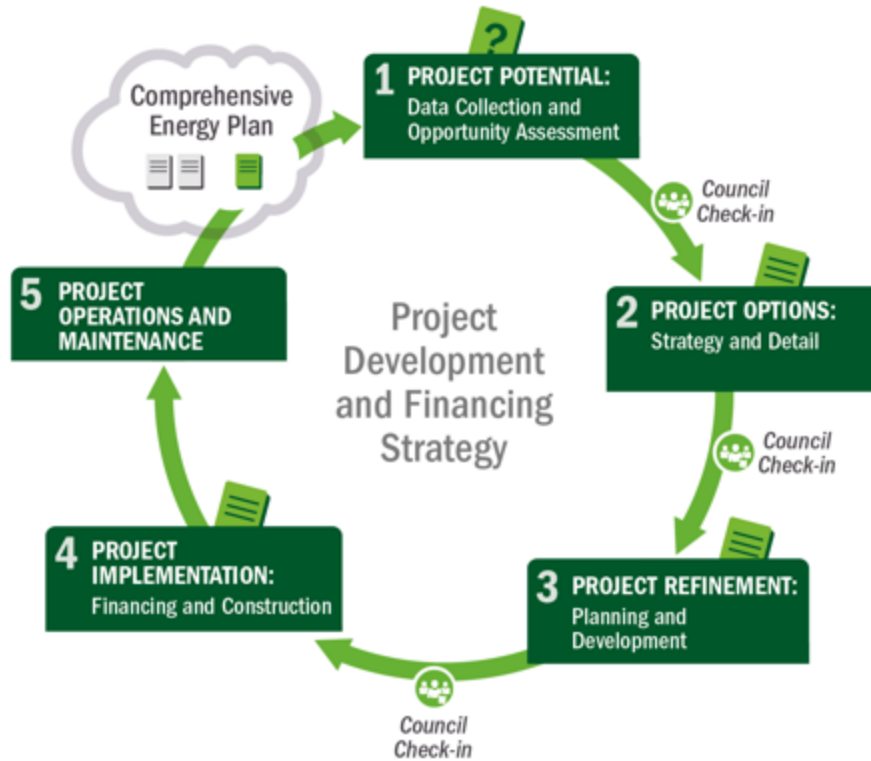 Comprehensive
Energy Plan
?
1 PROJECT POTENTIAL:
Data Collection and
Opportunity Assessment
Council
Check-in
2 PROJECT OPTIONS:
Strategy and Detail
Council
Check-in
3 PROJECT REFINEMENT:
Planning and
Development
Council
Check-in
4 PROJECT
IMPLEMENTATION:
Financing and Construction
5 PROJECT
OPERATIONS AND
MAINTENANCE
Project
Development
and Financing
Strategy